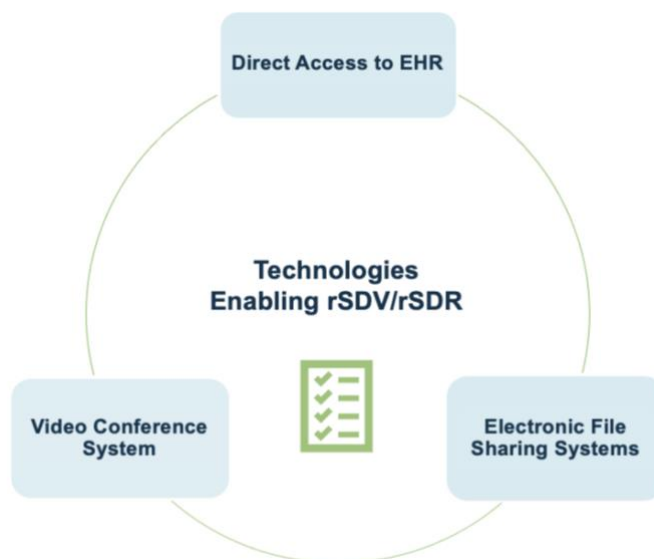 Direct Access to EHR
Technologies
Enabling rSDV/rSDR
Video Conference
System
Electronic File
Sharing Systems